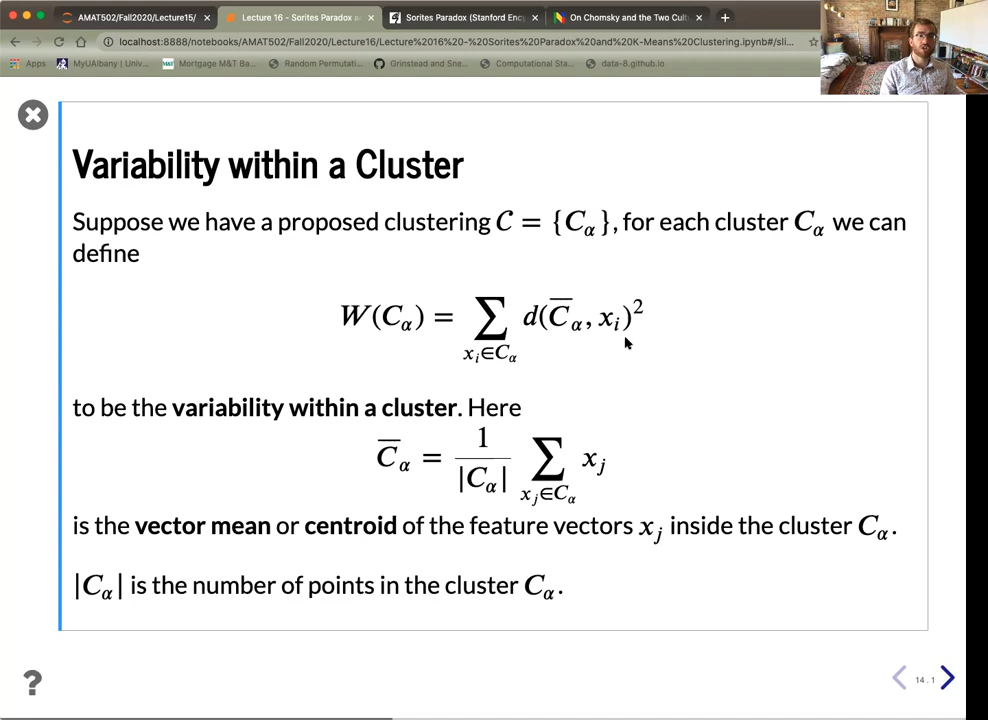 AMAT502/Fall2020/Lecture15/
Lecture 16 - Sorites Paradox an
Sorites Paradox (Stanford Enc
On Chomsky and the Two Cult
localhost:8888/notebooks/AMAT502/Fall2020/Lecture16/Lecture%2016%20-%20Sorites%20Paradox%20and%20K-Means%20Clustering.ipynb#/sli...
Apps
MyUAlbany | Univ...
Mortgage M&T Ba...
Random Permutati...
Grinstead and Sne...
Computational Sta...
data-8.github.io
Variability within a Cluster
Suppose we have a proposed clustering 𝒞 = {C_α}, for each cluster C_α we can
define
W(C_α) = ∑_{x_i∈C_α} d(C̅_α, x_i)²
to be the variability within a cluster. Here
C̅_α = 1/|C_α| ∑_{x_j∈C_α} x_j
is the vector mean or centroid of the feature vectors x_j inside the cluster C_α.
|C_α| is the number of points in the cluster C_α.
?
14.1